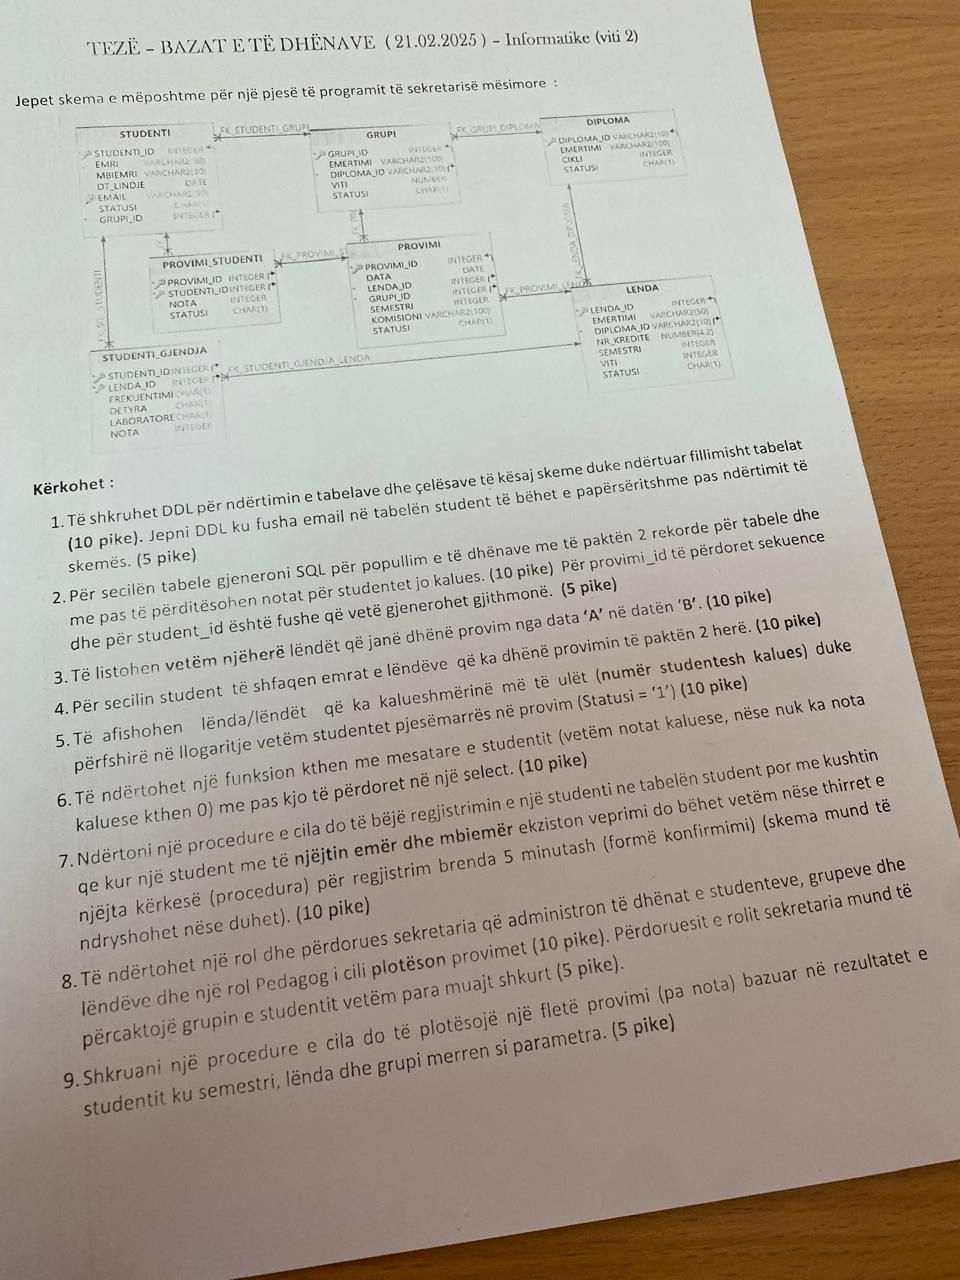 TEZË – BAZAT E TË DHËNAVE ( 21.02.2025 ) – Informatike (viti 2)
Jepet skema e mëposhtme për një pjesë të programit të sekretarisë mësimore :
STUDENTI
STUDENTI_ID INTEGER
EMRI VARCHAR2(30)
MBIEMRI VARCHAR2(30)
DT_LINDJE DATE
EMAIL
STATUSI CHAR(1)
GRUPI_ID INTEGER
FK_STUDENTI_GRUPI
GRUPI
GRUPI_ID INTEGER
EMERTIMI VARCHAR2(100)
DIPLOMA_ID VARCHAR2(10)
VITI NUMBER
STATUSI CHAR(1)
FK_GRUPI_DIPLOMA
DIPLOMA
DIPLOMA_ID VARCHAR2(10)
EMERTIMI VARCHAR2(100)
CIKLI INTEGER
STATUSI CHAR(1)
PROVIMI_STUDENTI
PROVIMI_ID INTEGER
STUDENTI_ID INTEGER
NOTA INTEGER
STATUSI CHAR(1)
PROVIMI
PROVIMI_ID INTEGER
DATA DATE
LENDA_ID INTEGER
GRUPI_ID INTEGER
SEMESTRI INTEGER
KOMISIONI VARCHAR2(100)
STATUSI CHAR(1)
LENDA
LENDA_ID INTEGER
EMERTIMI VARCHAR2(50)
DIPLOMA_ID VARCHAR2(10)
NR_KREDITE NUMBER(4,2)
SEMESTRI INTEGER
VITI INTEGER
STATUSI CHAR(1)
STUDENTI_GJENDJA
STUDENTI_ID INTEGER
LENDA_ID INTEGER
FREKUENTIMI CHAR(1)
DETYRA CHAR(1)
LABORATORE CHAR(1)
NOTA INTEGER
FK_STUDENTI_GJENDJA_LENDA
Kërkohet :
1. Të shkruhet DDL për ndërtimin e tabelave dhe çelësave të kësaj skeme duke ndërtuar fillimisht tabelat
(10 pike). Jepni DDL ku fusha email në tabelën student të bëhet e papërsëritshme pas ndërtimit të
skemës. (5 pike)
2. Për secilën tabele gjeneroni SQL për popullim e të dhënave me të paktën 2 rekorde për tabele dhe
me pas të përditësohen notat për studentet jo kalues. (10 pike) Për provimi_id të përdoret sekuence
dhe për student_id është fushe që vetë gjenerohet gjithmonë. (5 pike)
3. Të listohen vetëm njëherë lëndët që janë dhënë provim nga data 'A' në datën 'B'. (10 pike)
4. Për secilin student të shfaqen emrat e lëndëve që ka dhënë provimin të paktën 2 herë. (10 pike)
5. Të afishohen lënda/lëndët që ka kalueshmërinë më të ulët (numër studentesh kalues) duke
përfshirë në llogaritje vetëm studentet pjesëmarrës në provim (Statusi = '1') (10 pike)
6. Të ndërtohet një funksion kthen me mesatare e studentit (vetëm notat kaluese, nëse nuk ka nota
kaluese kthen 0) me pas kjo të përdoret në një select. (10 pike)
7. Ndërtoni një procedure e cila do të bëjë regjistrimin e një studenti ne tabelën student por me kushtin
qe kur një student me të njëjtin emër dhe mbiemër ekziston veprimi do bëhet vetëm nëse thirret e
njëjta kërkesë (procedura) për regjistrim brenda 5 minutash (formë konfirmimi) (skema mund të
ndryshohet nëse duhet). (10 pike)
8. Të ndërtohet një rol dhe përdorues sekretaria që administron të dhënat e studenteve, grupeve dhe
lëndëve dhe një rol Pedagog i cili plotëson provimet (10 pike). Përdoruesit e rolit sekretaria mund të
përcaktojë grupin e studentit vetëm para muajt shkurt (5 pike).
9. Shkruani një procedure e cila do të plotësojë një fletë provimi (pa nota) bazuar në rezultatet e
studentit ku semestri, lënda dhe grupi merren si parametra. (5 pike)